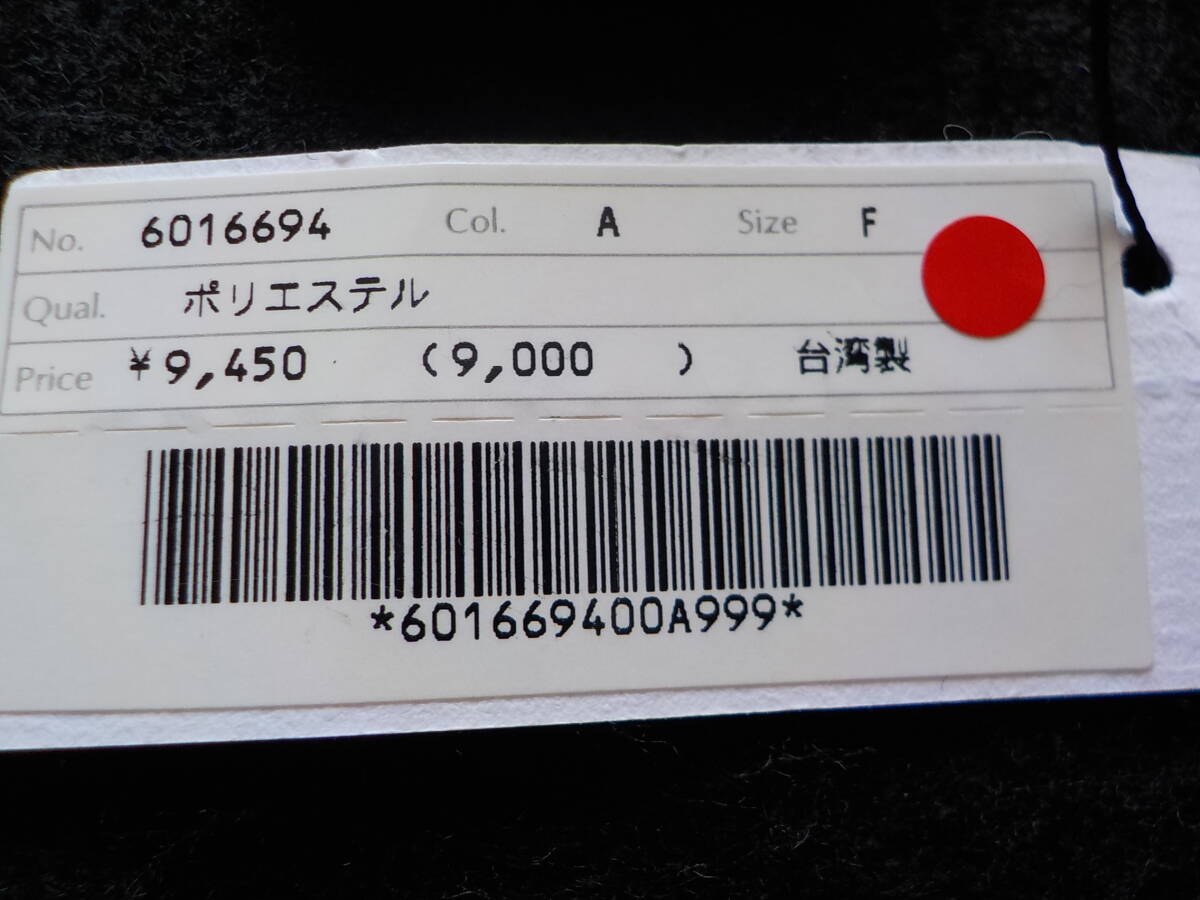 No. 6016694 Col. A Size F
Qual. ポリエステル
Price ¥9,450 (9,000 ) 台湾製
*601669400A999*